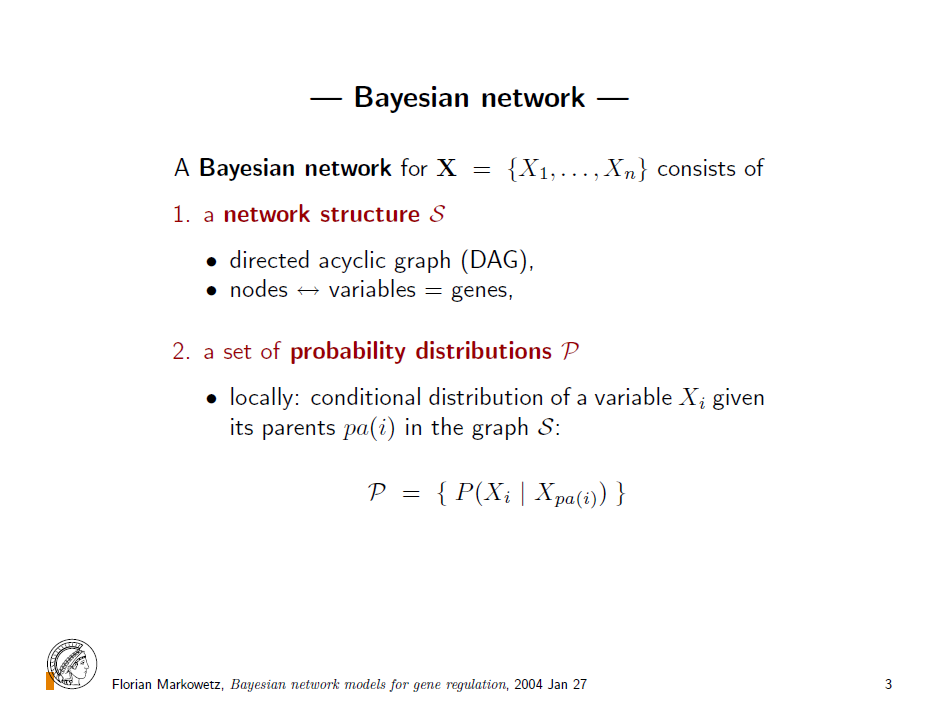 — Bayesian network —
A Bayesian network for X = {X1, . . . , Xn} consists of
1. a network structure S
• directed acyclic graph (DAG),
• nodes ↔ variables = genes,
2. a set of probability distributions P
• locally: conditional distribution of a variable Xi given
its parents pa(i) in the graph S:
P = { P(Xi | Xpa(i)) }
Florian Markowetz, Bayesian network models for gene regulation, 2004 Jan 27 3